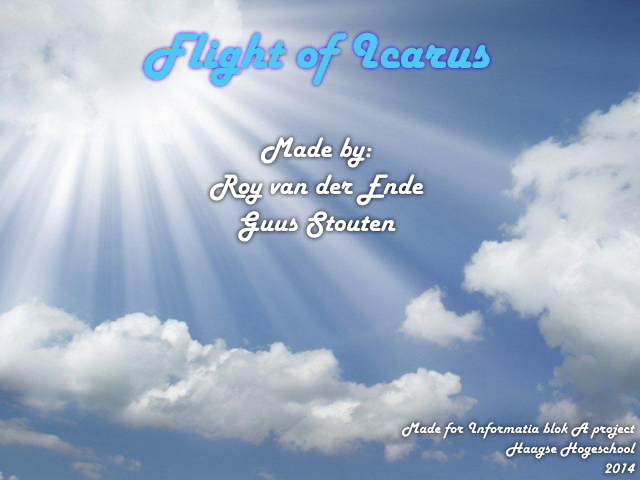 Flight of Icarus
Made by:
Roy van der Ende
Guus Stouten
Made for Informatia blok A project
Haagse Hogeschool
2014